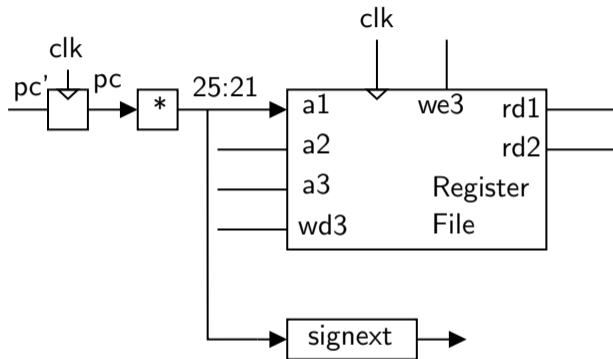 clk
clk
pc'
pc
*
25:21
a1
we3
rd1
a2
rd2
a3
Register
wd3
File
signext